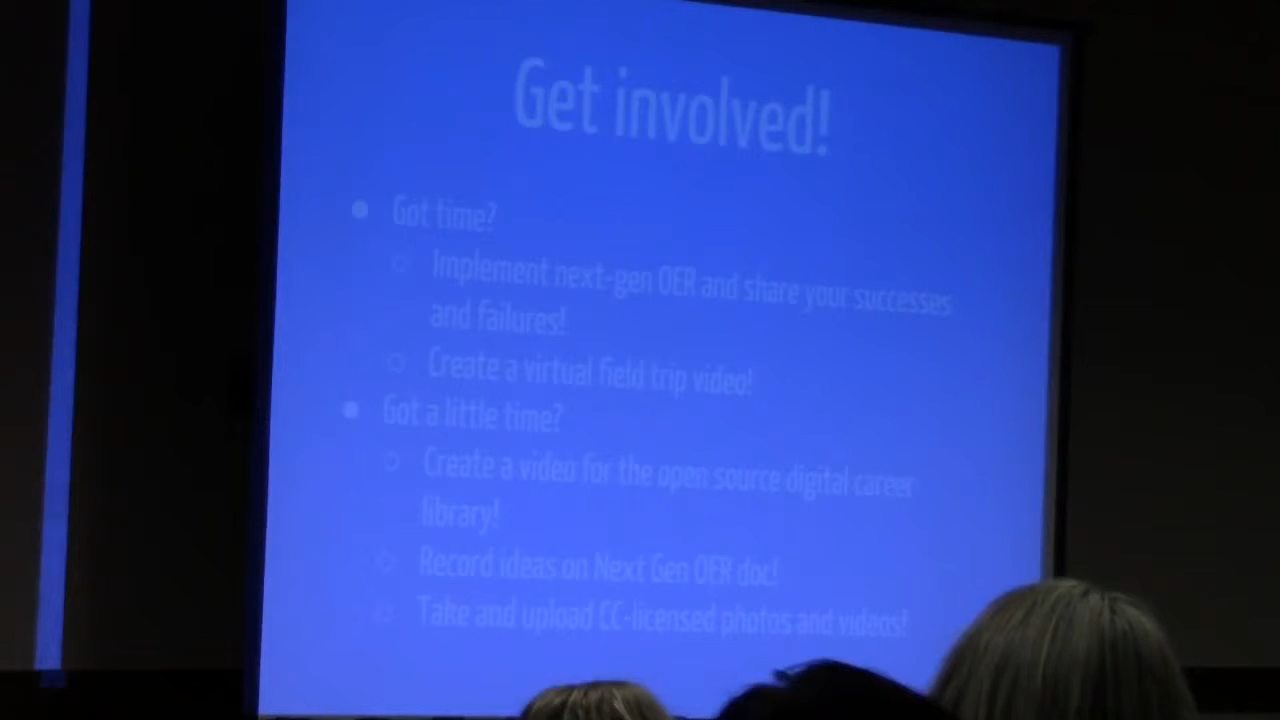 Get involved!
Got time?
Implement next-gen OER and share your successes
and failures!
Create a virtual field trip video!
Got a little time?
Create a video for the open source digital career
library!
Record ideas on Next Gen OER doc!
Take and upload CC-licensed photos and videos!